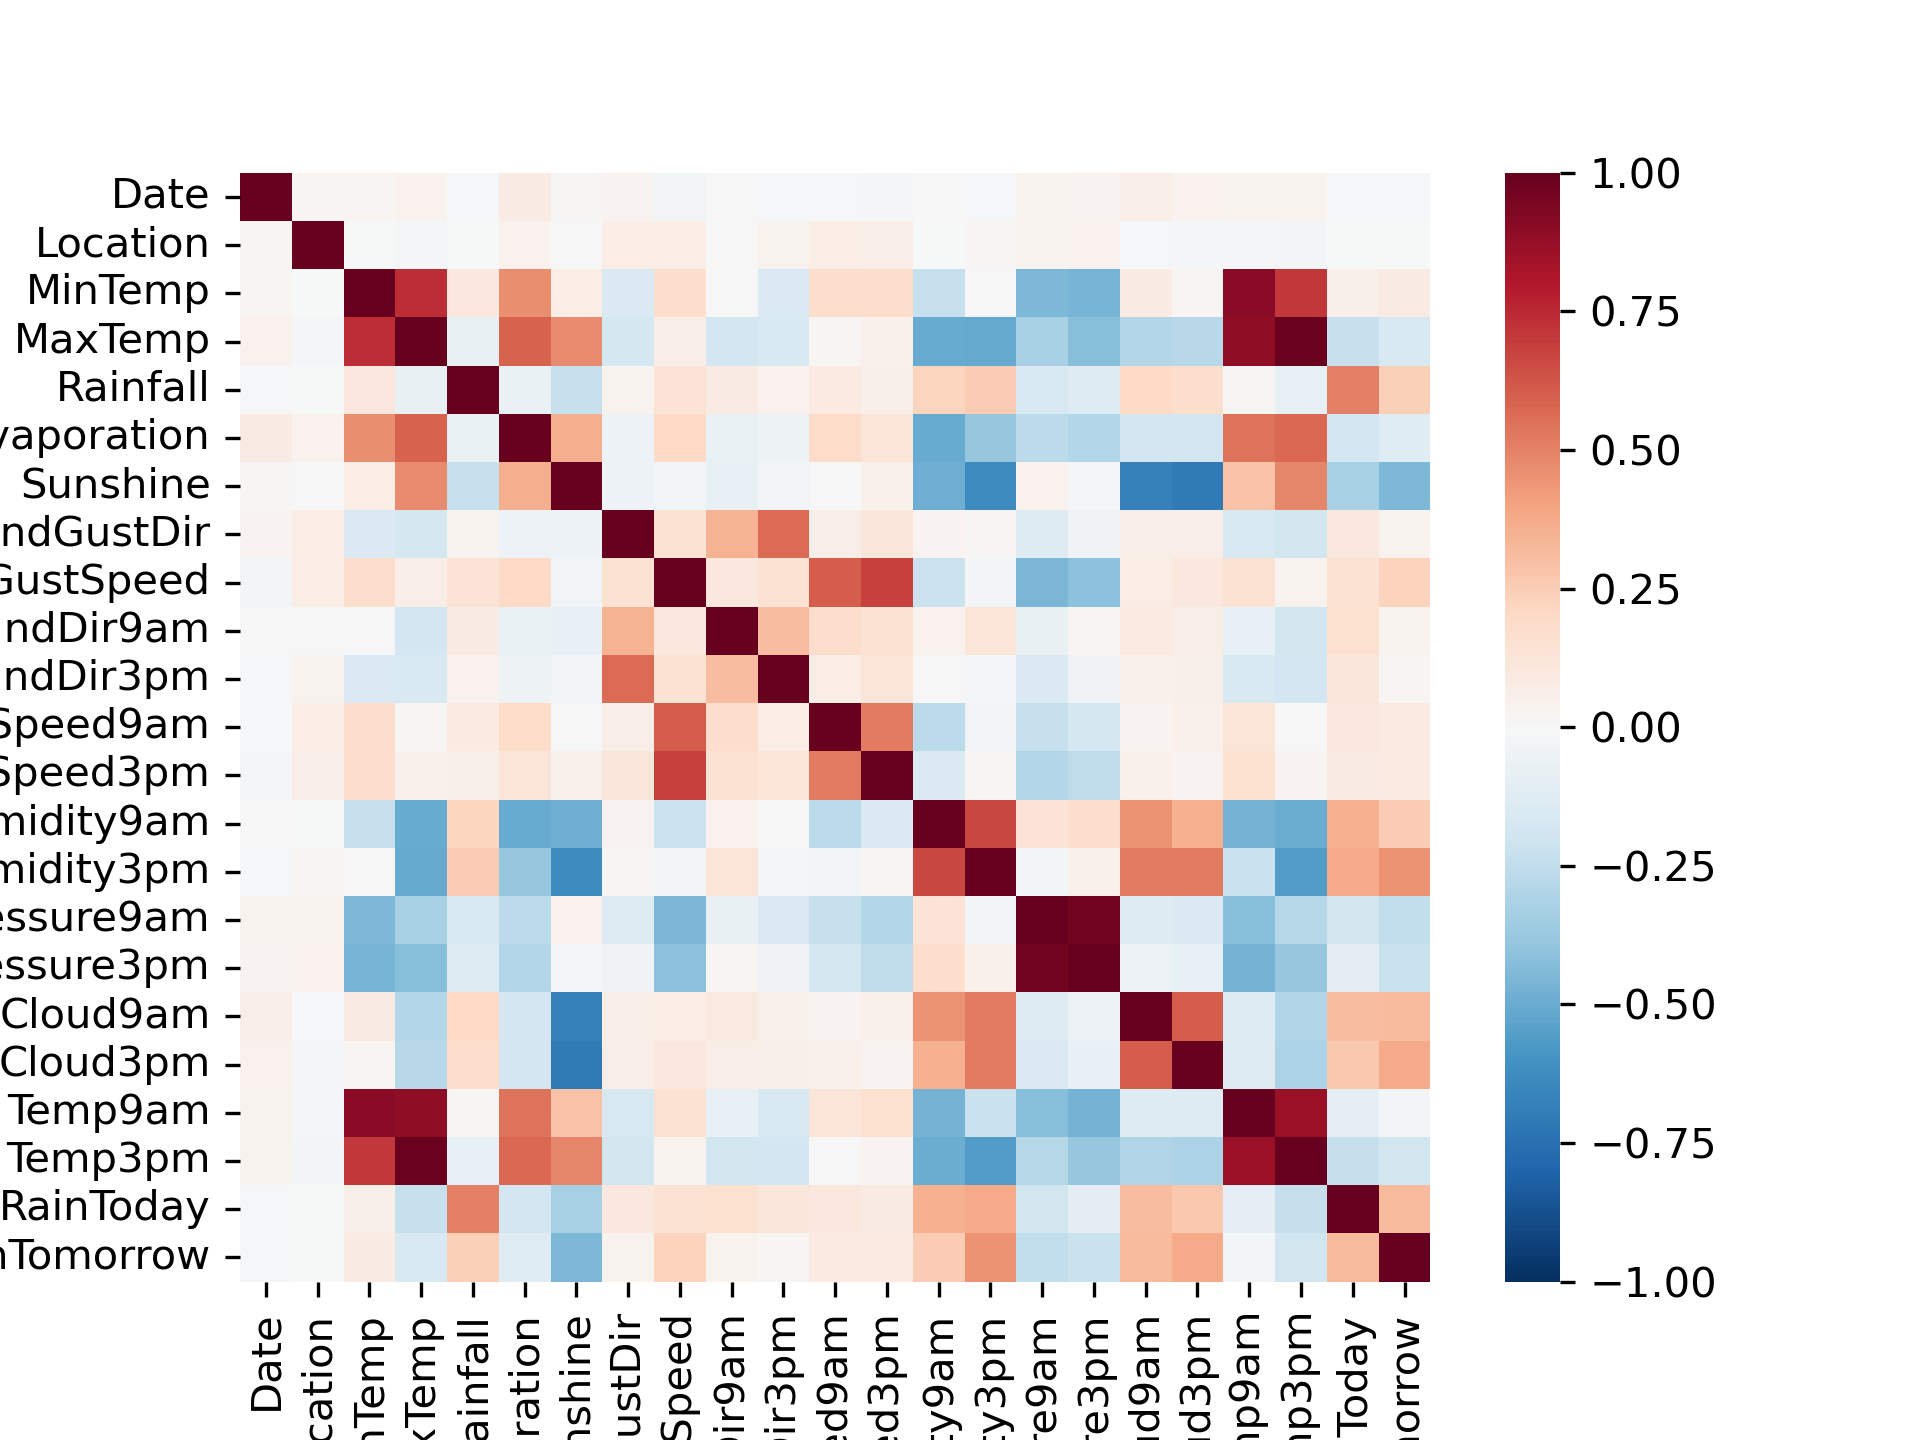 Date
Location
MinTemp
MaxTemp
Rainfall
vaporation
Sunshine
ndGustDir
GustSpeed
ndDir9am
ndDir3pm
Speed9am
Speed3pm
midity9am
midity3pm
essure9am
essure3pm
Cloud9am
Cloud3pm
Temp9am
Temp3pm
RainToday
nTomorrow
Date
cation
nTemp
xTemp
ainfall
ration
nshine
ustDir
Speed
Dir9am
Dir3pm
ed9am
ed3pm
ty9am
ty3pm
re9am
re3pm
ud9am
ud3pm
mp9am
mp3pm
Today
orrow
1.00
0.75
0.50
0.25
0.00
−0.25
−0.50
−0.75
−1.00